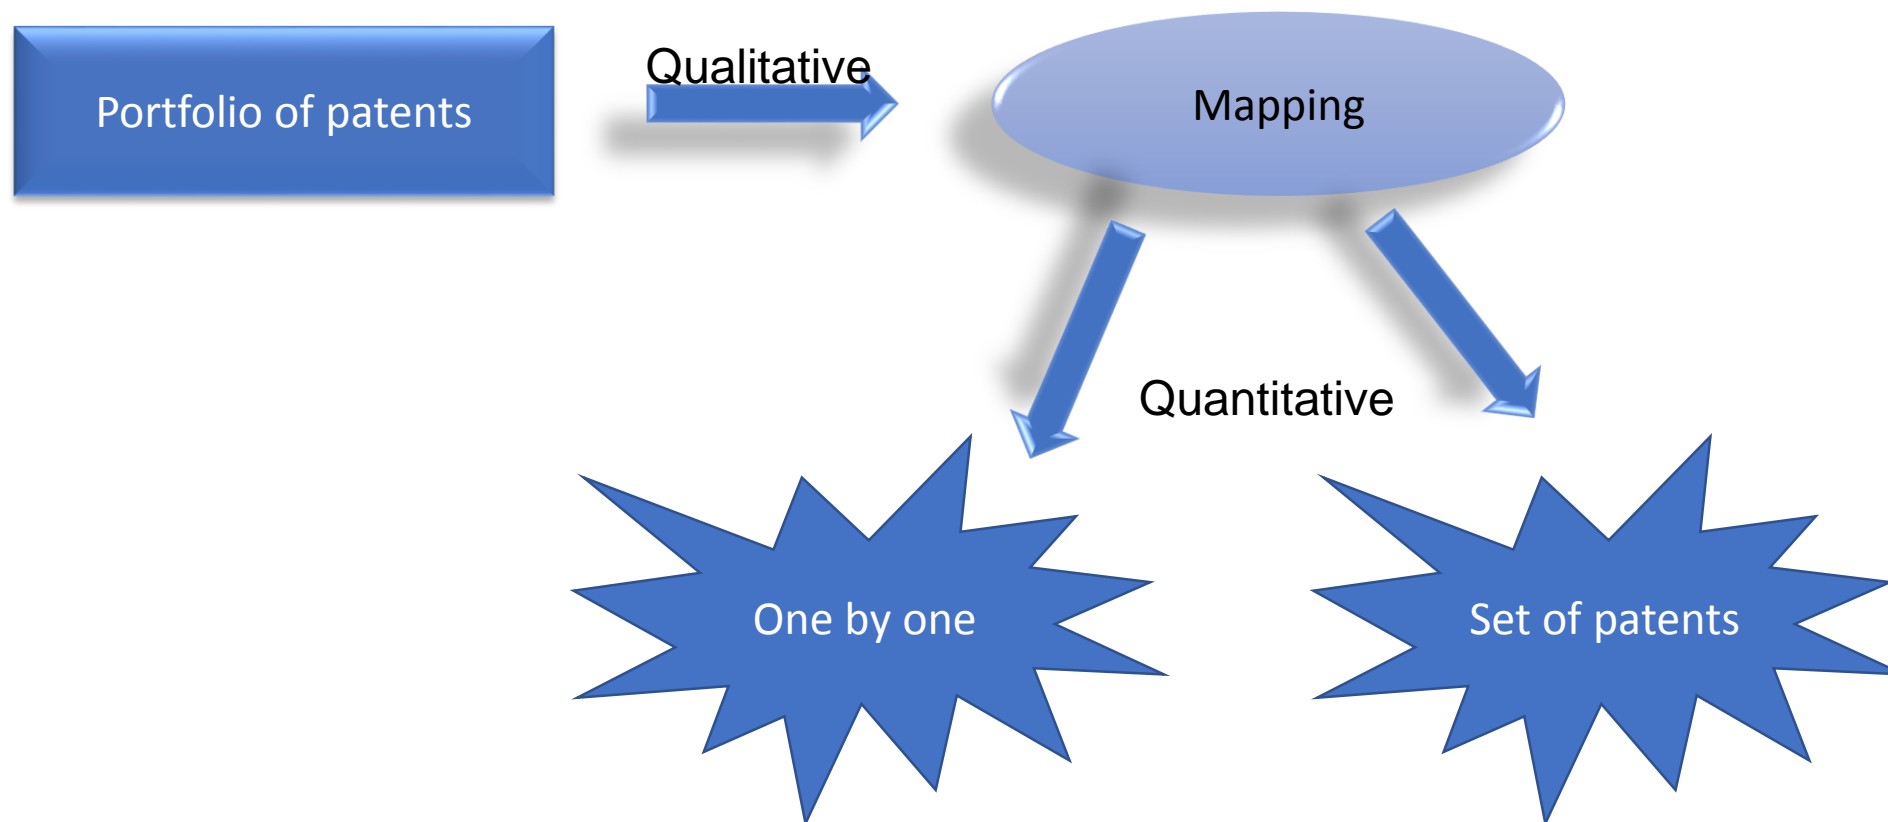 Portfolio of patents
Qualitative
Mapping
Quantitative
One by one
Set of patents